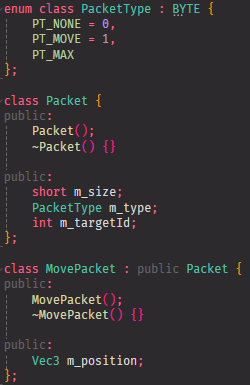 enum class PacketType : BYTE {
    PT_NONE = 0,
    PT_MOVE = 1,
    PT_MAX
};

class Packet {
public:
    Packet();
    ~Packet() {}

public:
    short m_size;
    PacketType m_type;
    int m_targetId;
};

class MovePacket : public Packet {
public:
    MovePacket();
    ~MovePacket() {}

public:
    Vec3 m_position;
};